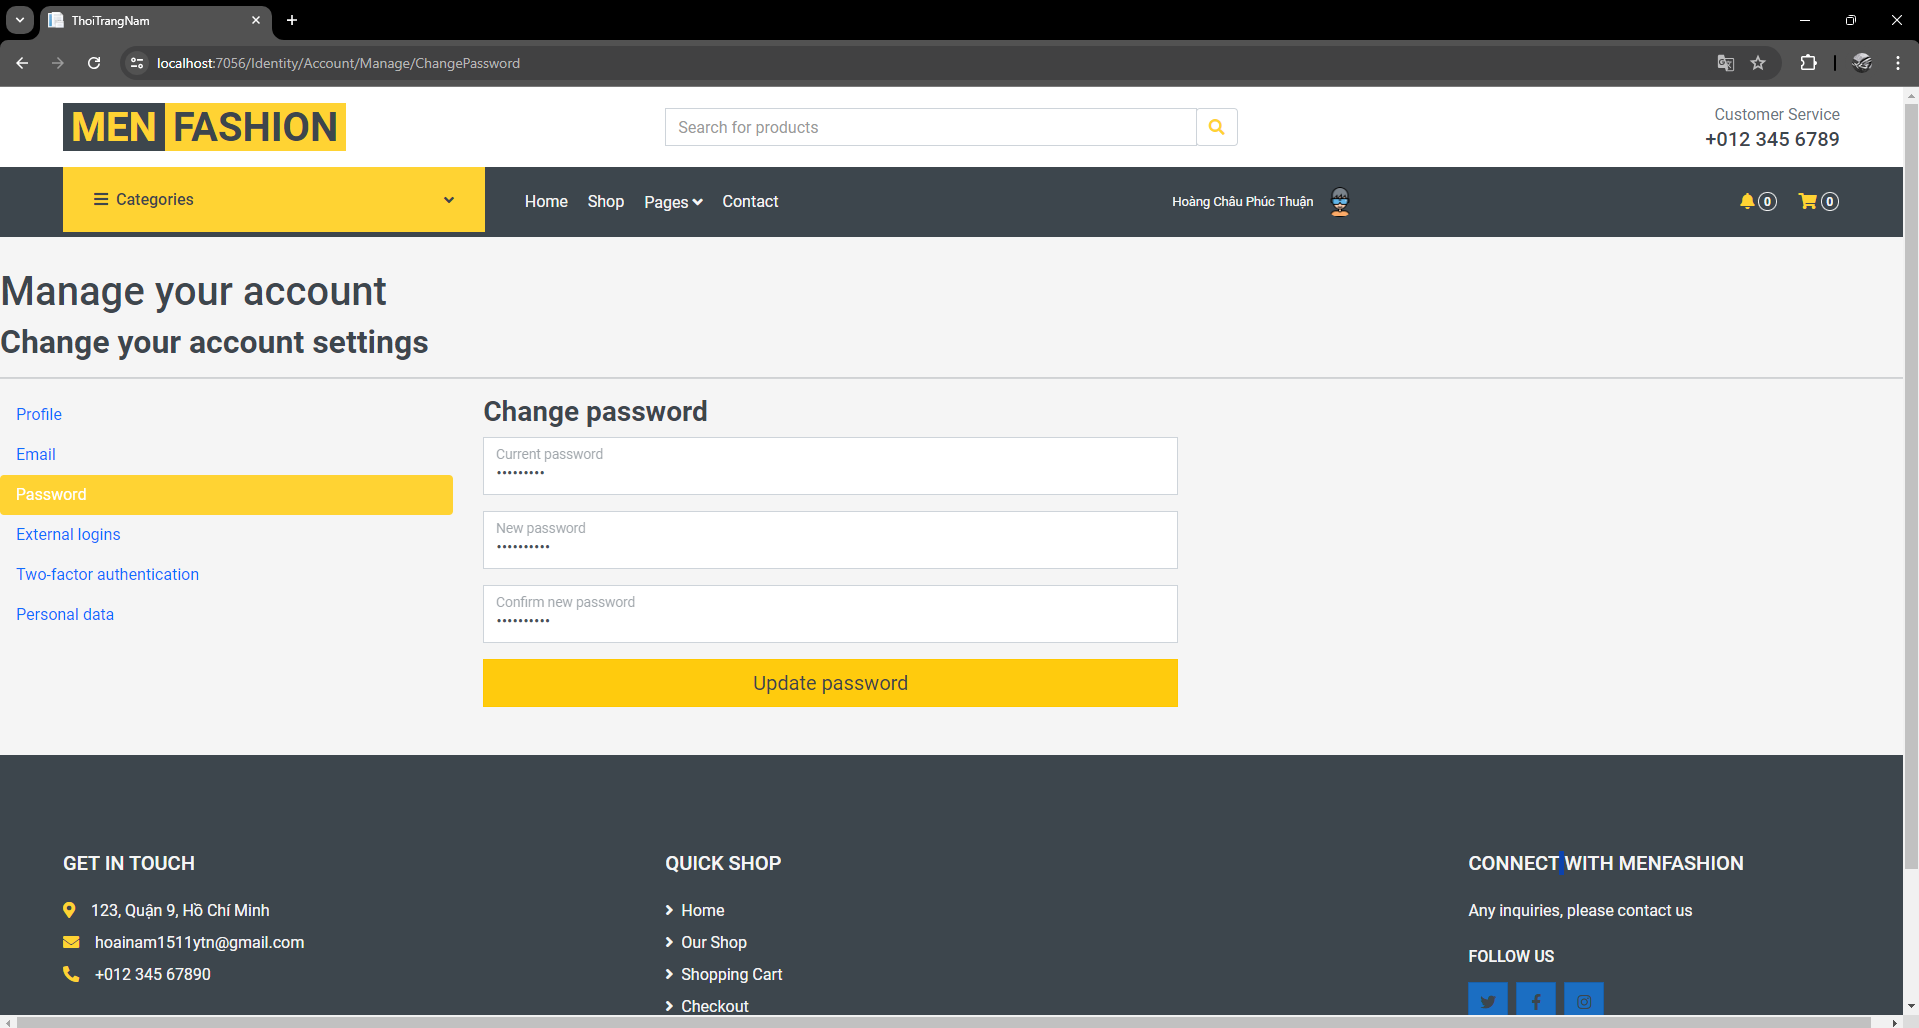 ThoiTrangNam
localhost:7056/Identity/Account/Manage/ChangePassword
MEN FASHION
Search for products
Customer Service
+012 345 6789
Categories
Home Shop Pages Contact
Hoàng Châu Phúc Thuận
0 0
Manage your account
Change your account settings
Profile
Email
Password
External logins
Two-factor authentication
Personal data
Change password
Current password
•••••••••
New password
••••••••••
Confirm new password
••••••••••
Update password
GET IN TOUCH
123, Quận 9, Hồ Chí Minh
hoainam1511ytn@gmail.com
+012 345 67890
QUICK SHOP
Home
Our Shop
Shopping Cart
Checkout
CONNECT WITH MENFASHION
Any inquiries, please contact us
FOLLOW US